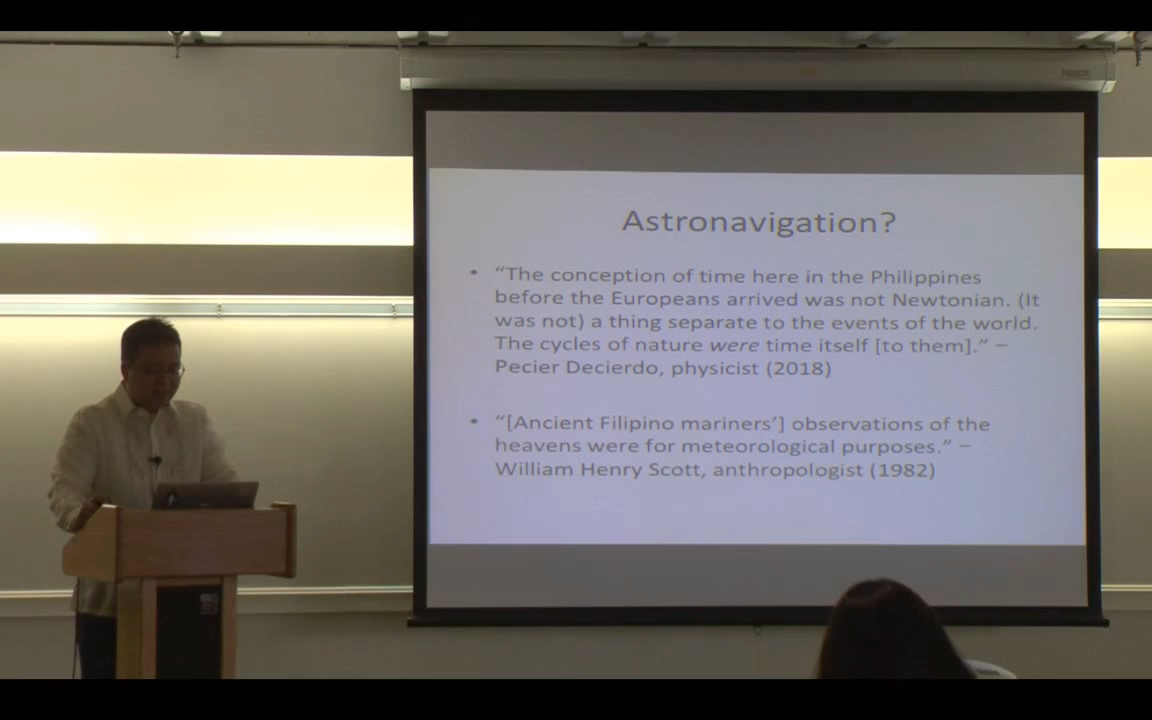 Astronavigation?
• “The conception of time here in the Philippines
before the Europeans arrived was not Newtonian. (It
was not) a thing separate to the events of the world.
The cycles of nature were time itself [to them].” –
Pecier Decierdo, physicist (2018)
• “[Ancient Filipino mariners’] observations of the
heavens were for meteorological purposes.” –
William Henry Scott, anthropologist (1982)